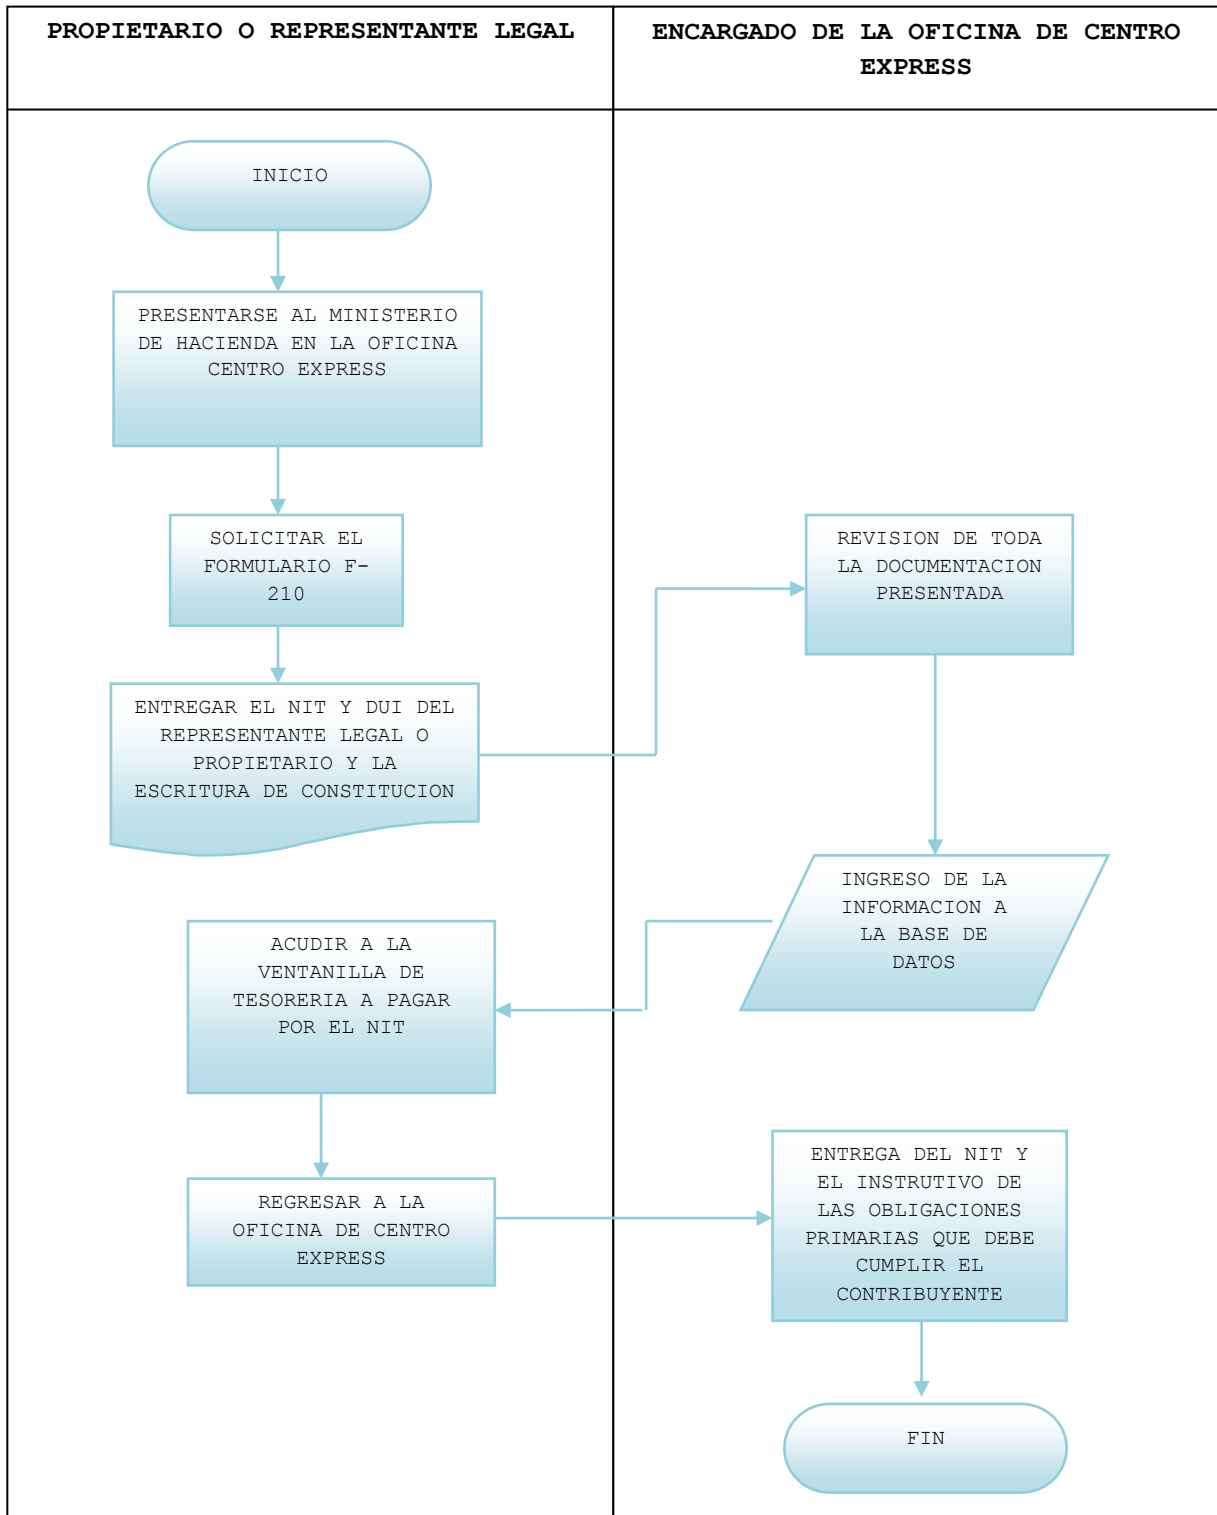 PROPIETARIO O REPRESENTANTE LEGAL
ENCARGADO DE LA OFICINA DE CENTRO
EXPRESS
INICIO
PRESENTARSE AL MINISTERIO
DE HACIENDA EN LA OFICINA
CENTRO EXPRESS
SOLICITAR EL
FORMULARIO F-
210
ENTREGAR EL NIT Y DUI DEL
REPRESENTANTE LEGAL O
PROPIETARIO Y LA
ESCRITURA DE CONSTITUCION
REVISION DE TODA
LA DOCUMENTACION
PRESENTADA
INGRESO DE LA
INFORMACION A
LA BASE DE
DATOS
ACUDIR A LA
VENTANILLA DE
TESORERIA A PAGAR
POR EL NIT
REGRESAR A LA
OFICINA DE CENTRO
EXPRESS
ENTREGA DEL NIT Y
EL INSTRUTIVO DE
LAS OBLIGACIONES
PRIMARIAS QUE DEBE
CUMPLIR EL
CONTRIBUYENTE
FIN